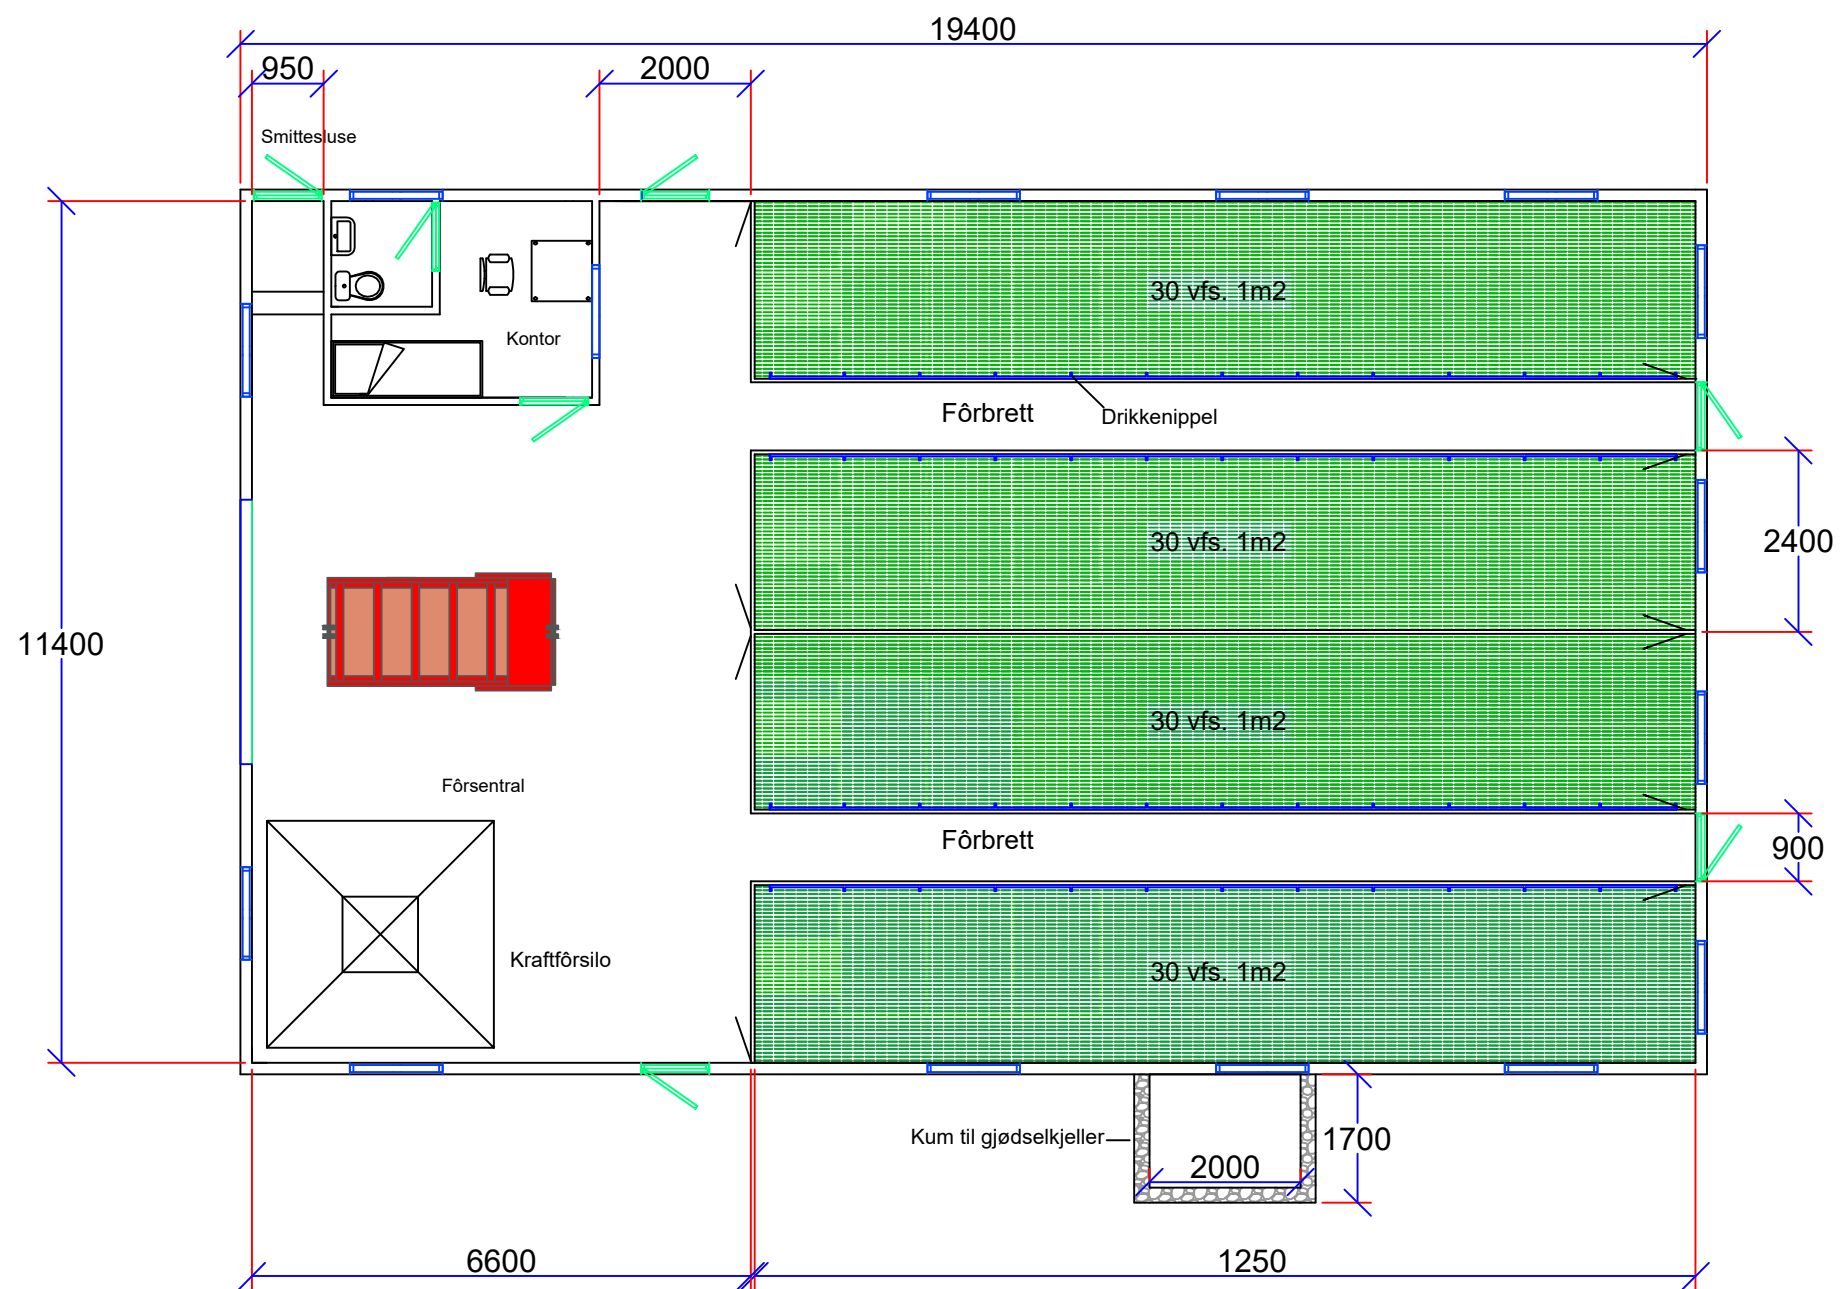 19400
950
2000
Smittesluse
30 vfs. 1m2
Kontor
Fôrbrett
Drikkenippel
30 vfs. 1m2
2400
11400
30 vfs. 1m2
Fôrsentral
Fôrbrett
900
Kraftfôrsilo
30 vfs. 1m2
Kum til gjødselkjeller
1700
2000
6600
1250